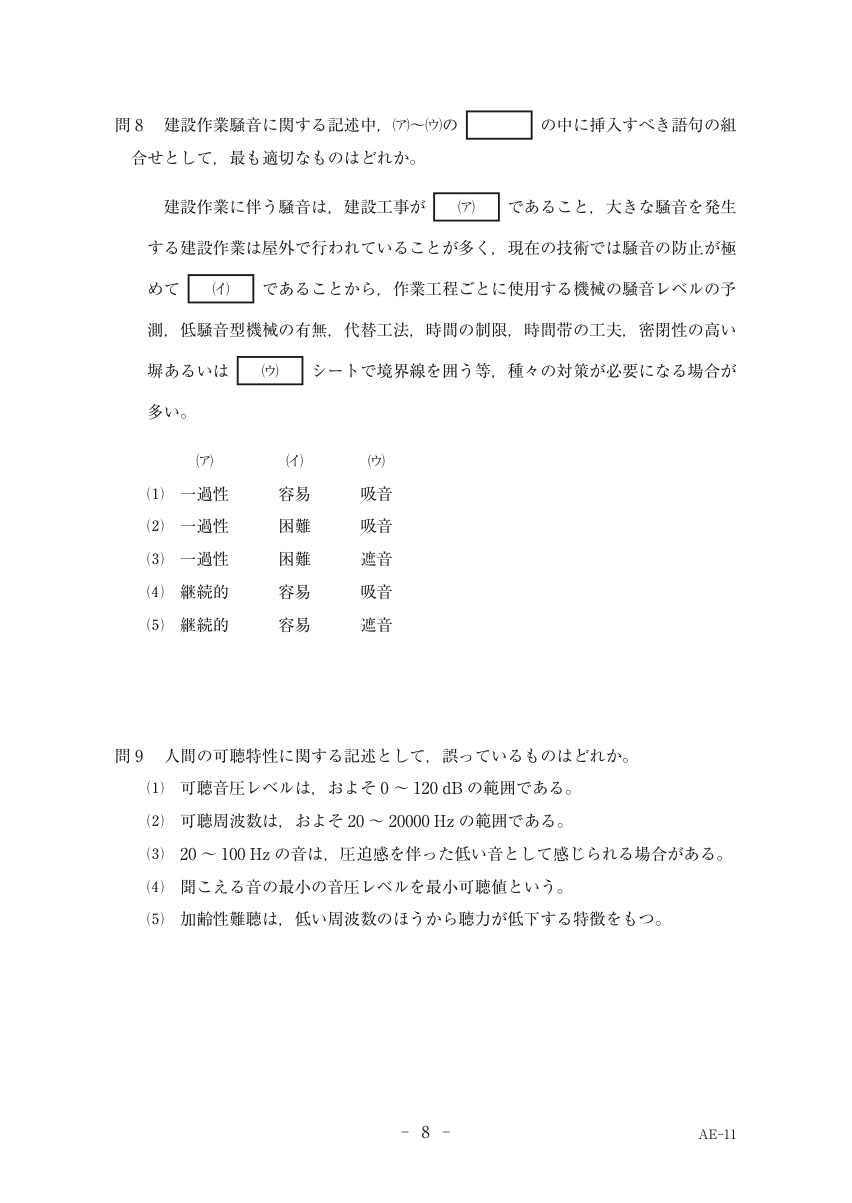 問8　建設作業騒音に関する記述中，㈠～㈢の　　　の中に挿入すべき語句の組
合せとして，最も適切なものはどれか。
建設作業に伴う騒音は，建設工事が (ア) であること，大きな騒音を発生
する建設作業は屋外で行われていることが多く，現在の技術では騒音の防止が極
めて (イ) であることから，作業工程ごとに使用する機械の騒音レベルの予
測，低騒音型機械の有無，代替工法，時間の制限，時間帯の工夫，密閉性の高い
塀あるいは (ウ) シートで境界線を囲う等，種々の対策が必要になる場合が
多い。
(ア)　(イ)　(ウ)
(1)　一過性　容易　吸音
(2)　一過性　困難　吸音
(3)　一過性　困難　遮音
(4)　継続的　容易　吸音
(5)　継続的　容易　遮音
問9　人間の可聴特性に関する記述として，誤っているものはどれか。
(1)　可聴音圧レベルは，およそ 0 ～ 120 dB の範囲である。
(2)　可聴周波数は，およそ 20 ～ 20000 Hz の範囲である。
(3)　20 ～ 100 Hz の音は，圧迫感を伴った低い音として感じられる場合がある。
(4)　聞こえる音の最小の音圧レベルを最小可聴値という。
(5)　加齢性難聴は，低い周波数のほうから聴力が低下する特徴をもつ。
－ 8 －
AE-11